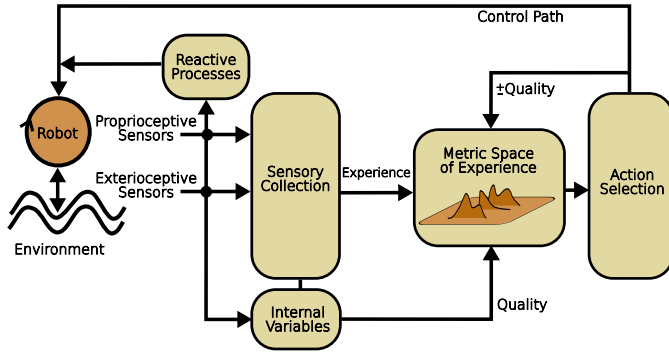 Control Path
Reactive
Processes
±Quality
Robot
Proprioceptive
Sensors
Exteroceptive
Sensors
Sensory
Collection
Experience
Metric Space
of Experience
Action
Selection
Environment
Internal
Variables
Quality